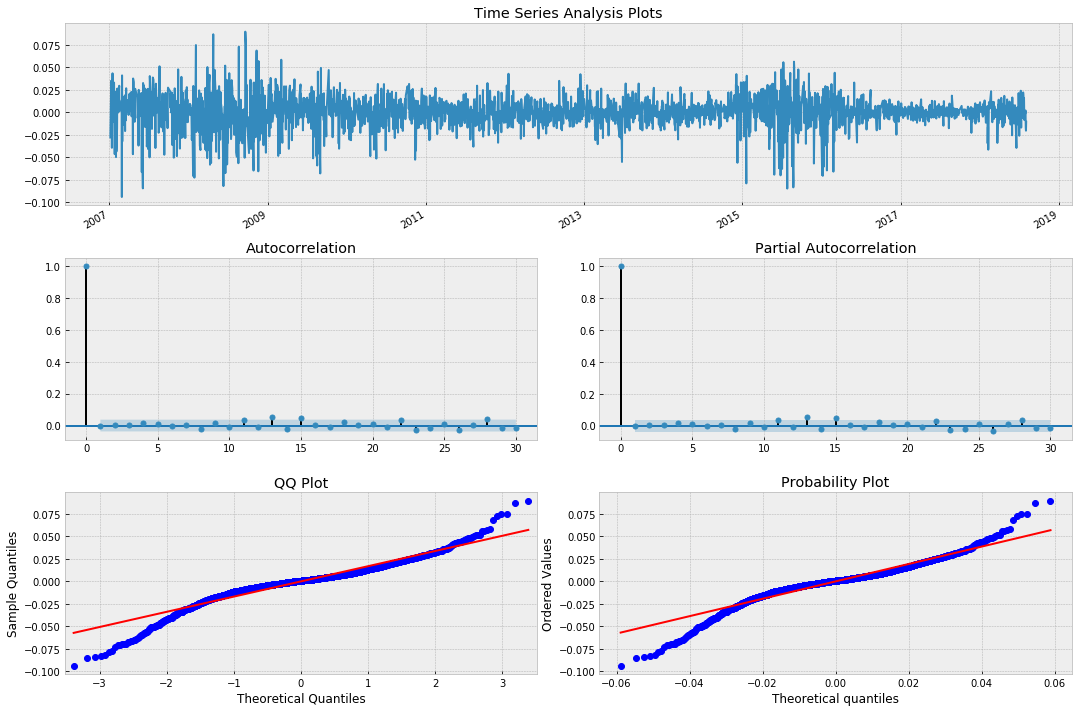 Time Series Analysis Plots
0.075
0.050
0.025
0.000
−0.025
−0.050
−0.075
−0.100
2007 2009 2011 2013 2015 2017 2019
Autocorrelation
1.0
0.8
0.6
0.4
0.2
0.0
0 5 10 15 20 25 30
Partial Autocorrelation
1.0
0.8
0.6
0.4
0.2
0.0
0 5 10 15 20 25 30
QQ Plot
Sample Quantiles
0.075
0.050
0.025
0.000
−0.025
−0.050
−0.075
−0.100
−3 −2 −1 0 1 2 3
Theoretical Quantiles
Probability Plot
Ordered Values
0.075
0.050
0.025
0.000
−0.025
−0.050
−0.075
−0.100
−0.06 −0.04 −0.02 0.00 0.02 0.04 0.06
Theoretical quantiles